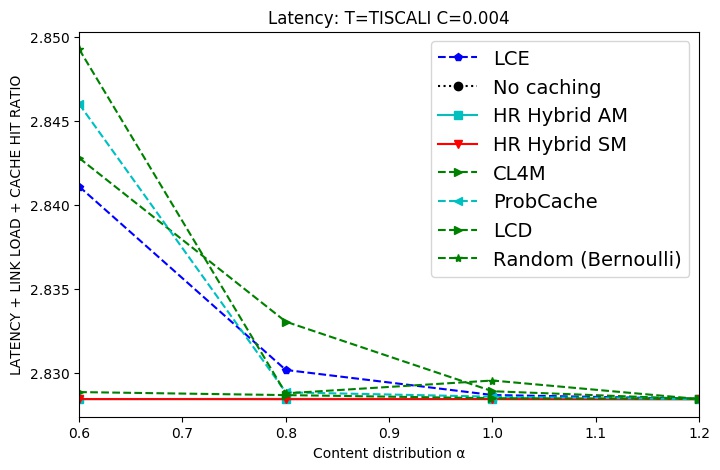 Latency: T=TISCALI C=0.004
LATENCY + LINK LOAD + CACHE HIT RATIO
2.850
2.845
2.840
2.835
2.830
LCE
No caching
HR Hybrid AM
HR Hybrid SM
CL4M
ProbCache
LCD
Random (Bernoulli)
0.6 0.7 0.8 0.9 1.0 1.1 1.2
Content distribution α